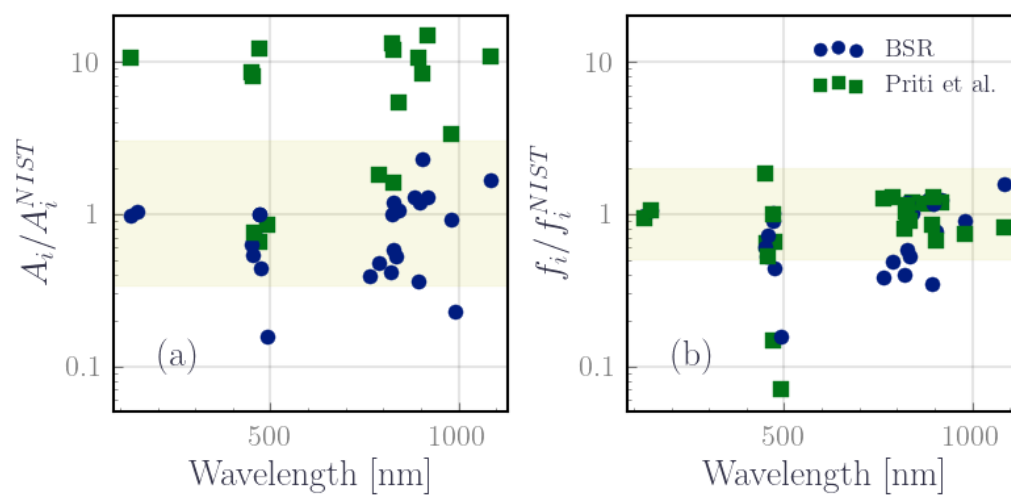 10
1
0.1
A_i/A_i^{NIST}
(a)
500
1000
Wavelength [nm]
10
1
0.1
f_i/f_i^{NIST}
BSR
Priti et al.
(b)
500
1000
Wavelength [nm]